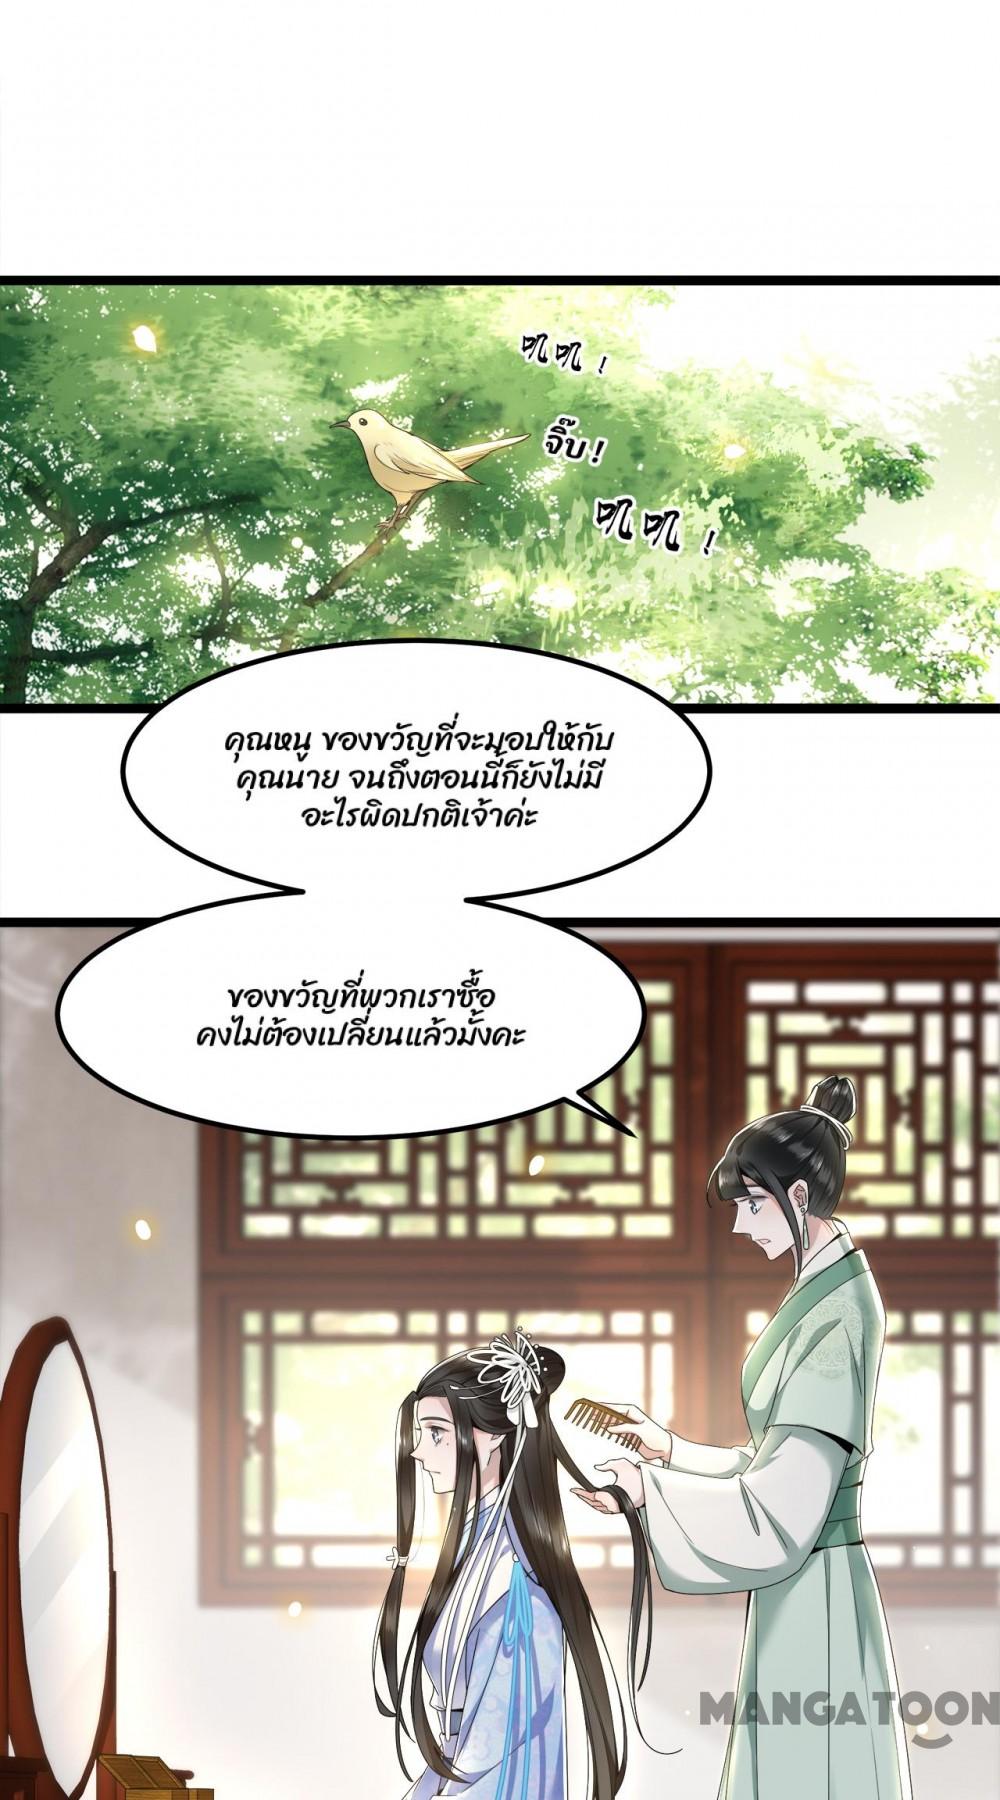 叽叽！
จิ๊บ!
叽叽！
คุณหนู ของขวัญที่จะมอบให้กับ
คุณนาย จนถึงตอนนี้ก็ยังไม่มี
อะไรผิดปกติเจ้าค่ะ
ของขวัญที่พวกเราซื้อ
คงไม่ต้องเปลี่ยนแล้วมั้งคะ
MANGATOON